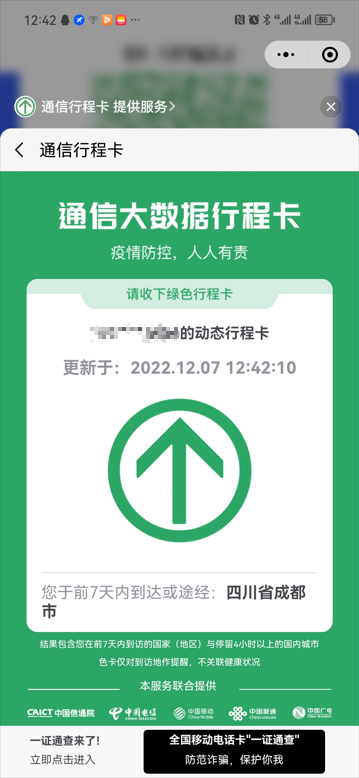 12:42
58
通信行程卡 提供服务
通信行程卡
通信大数据行程卡
疫情防控，人人有责
请收下绿色行程卡
的动态行程卡
更新于：2022.12.07 12:42:10
您于前7天内到达或途经：四川省成都
市
结果包含您在前7天内到访的国家（地区）与停留4小时以上的国内城市
色卡仅对到访地作提醒，不关联健康状况
本服务联合提供
CAICT 中国信通院 中国电信 CHINA TELECOM 中国移动 China Mobile 中国联通 China unicom 中国广电
一证通查来了！
立即点击进入
全国移动电话卡"一证通查"
防范诈骗，保护你我